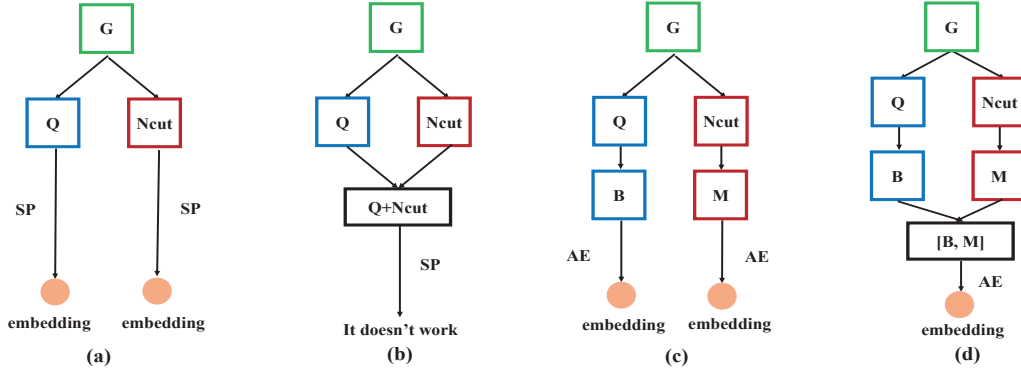 G
Q
Ncut
SP
SP
embedding
embedding
(a)
G
Q
Ncut
Q+Ncut
SP
It doesn't work
(b)
G
Q
Ncut
B
M
AE
AE
embedding
embedding
(c)
G
Q
Ncut
B
M
[B, M]
AE
embedding
(d)